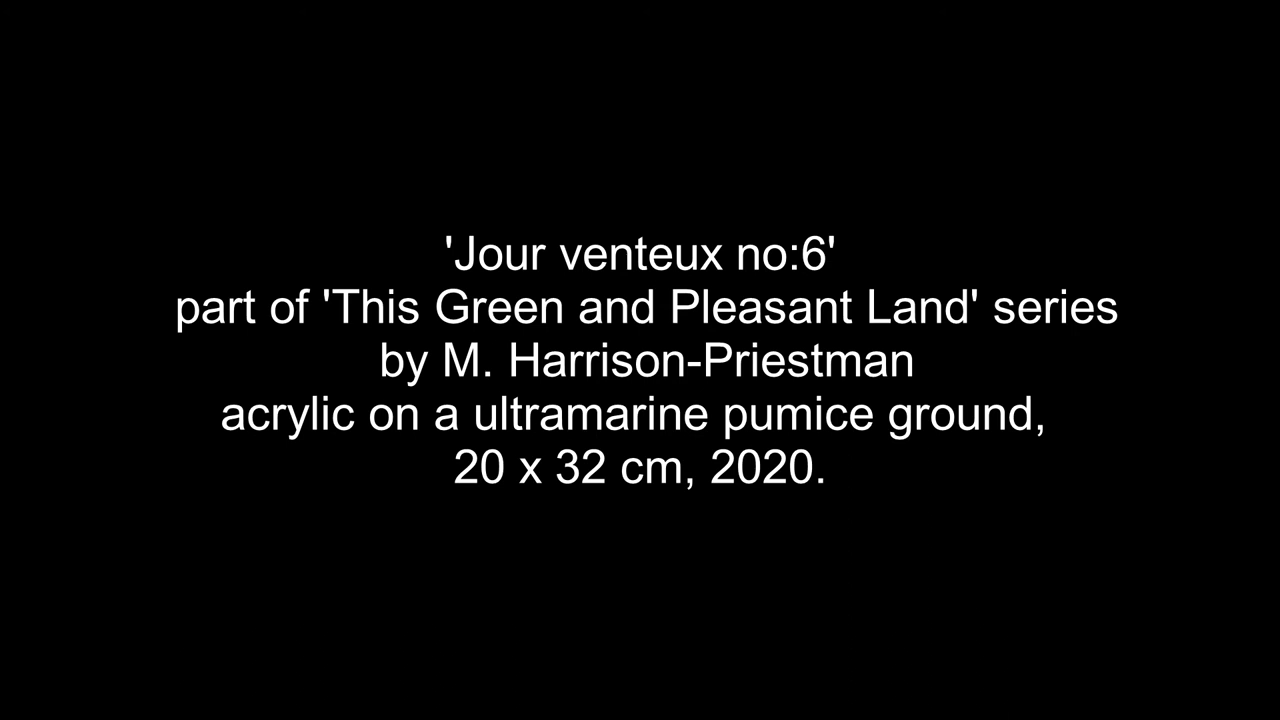 'Jour venteux no:6'
part of 'This Green and Pleasant Land' series
by M. Harrison-Priestman
acrylic on a ultramarine pumice ground,
20 x 32 cm, 2020.